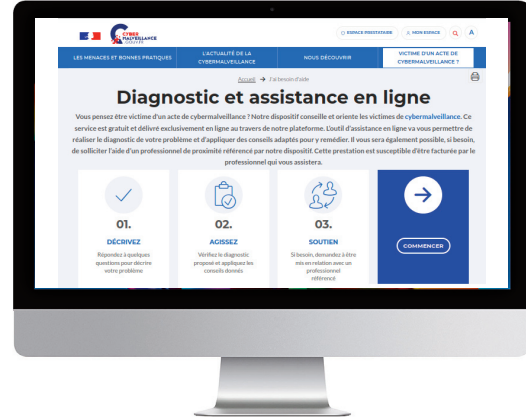 CYBER
MALVEILLANCE
.GOUV.FR
ESPACE PRESTATAIRE
MON ESPACE
A
LES MENACES ET BONNES PRATIQUES
L'ACTUALITÉ DE LA
CYBERMALVEILLANCE
NOUS DÉCOUVRIR
VICTIME D'UN ACTE DE
CYBERMALVEILLANCE ?
Accueil → J'ai besoin d'aide
Diagnostic et assistance en ligne
Vous pensez être victime d'un acte de cybermalveillance ? Notre dispositif conseille et oriente les victimes de cybermalveillance. Ce
service est gratuit et délivré exclusivement en ligne au travers de notre plateforme. L'outil d'assistance en ligne va vous permettre de
réaliser le diagnostic de votre problème et d'appliquer des conseils adaptés pour y remédier. Il vous sera également possible, si besoin,
de solliciter l'aide d'un professionnel de proximité référencé par notre dispositif. Cette prestation est susceptible d'être facturée par le
professionnel qui vous assistera.
01.
DÉCRIVEZ
Répondez à quelques
questions pour décrire
votre problème
02.
AGISSEZ
Vérifiez le diagnostic
proposé et appliquez les
conseils donnés
03.
SOUTIEN
Si besoin, demandez à être
mis en relation avec un
professionnel
référencé
COMMENCER